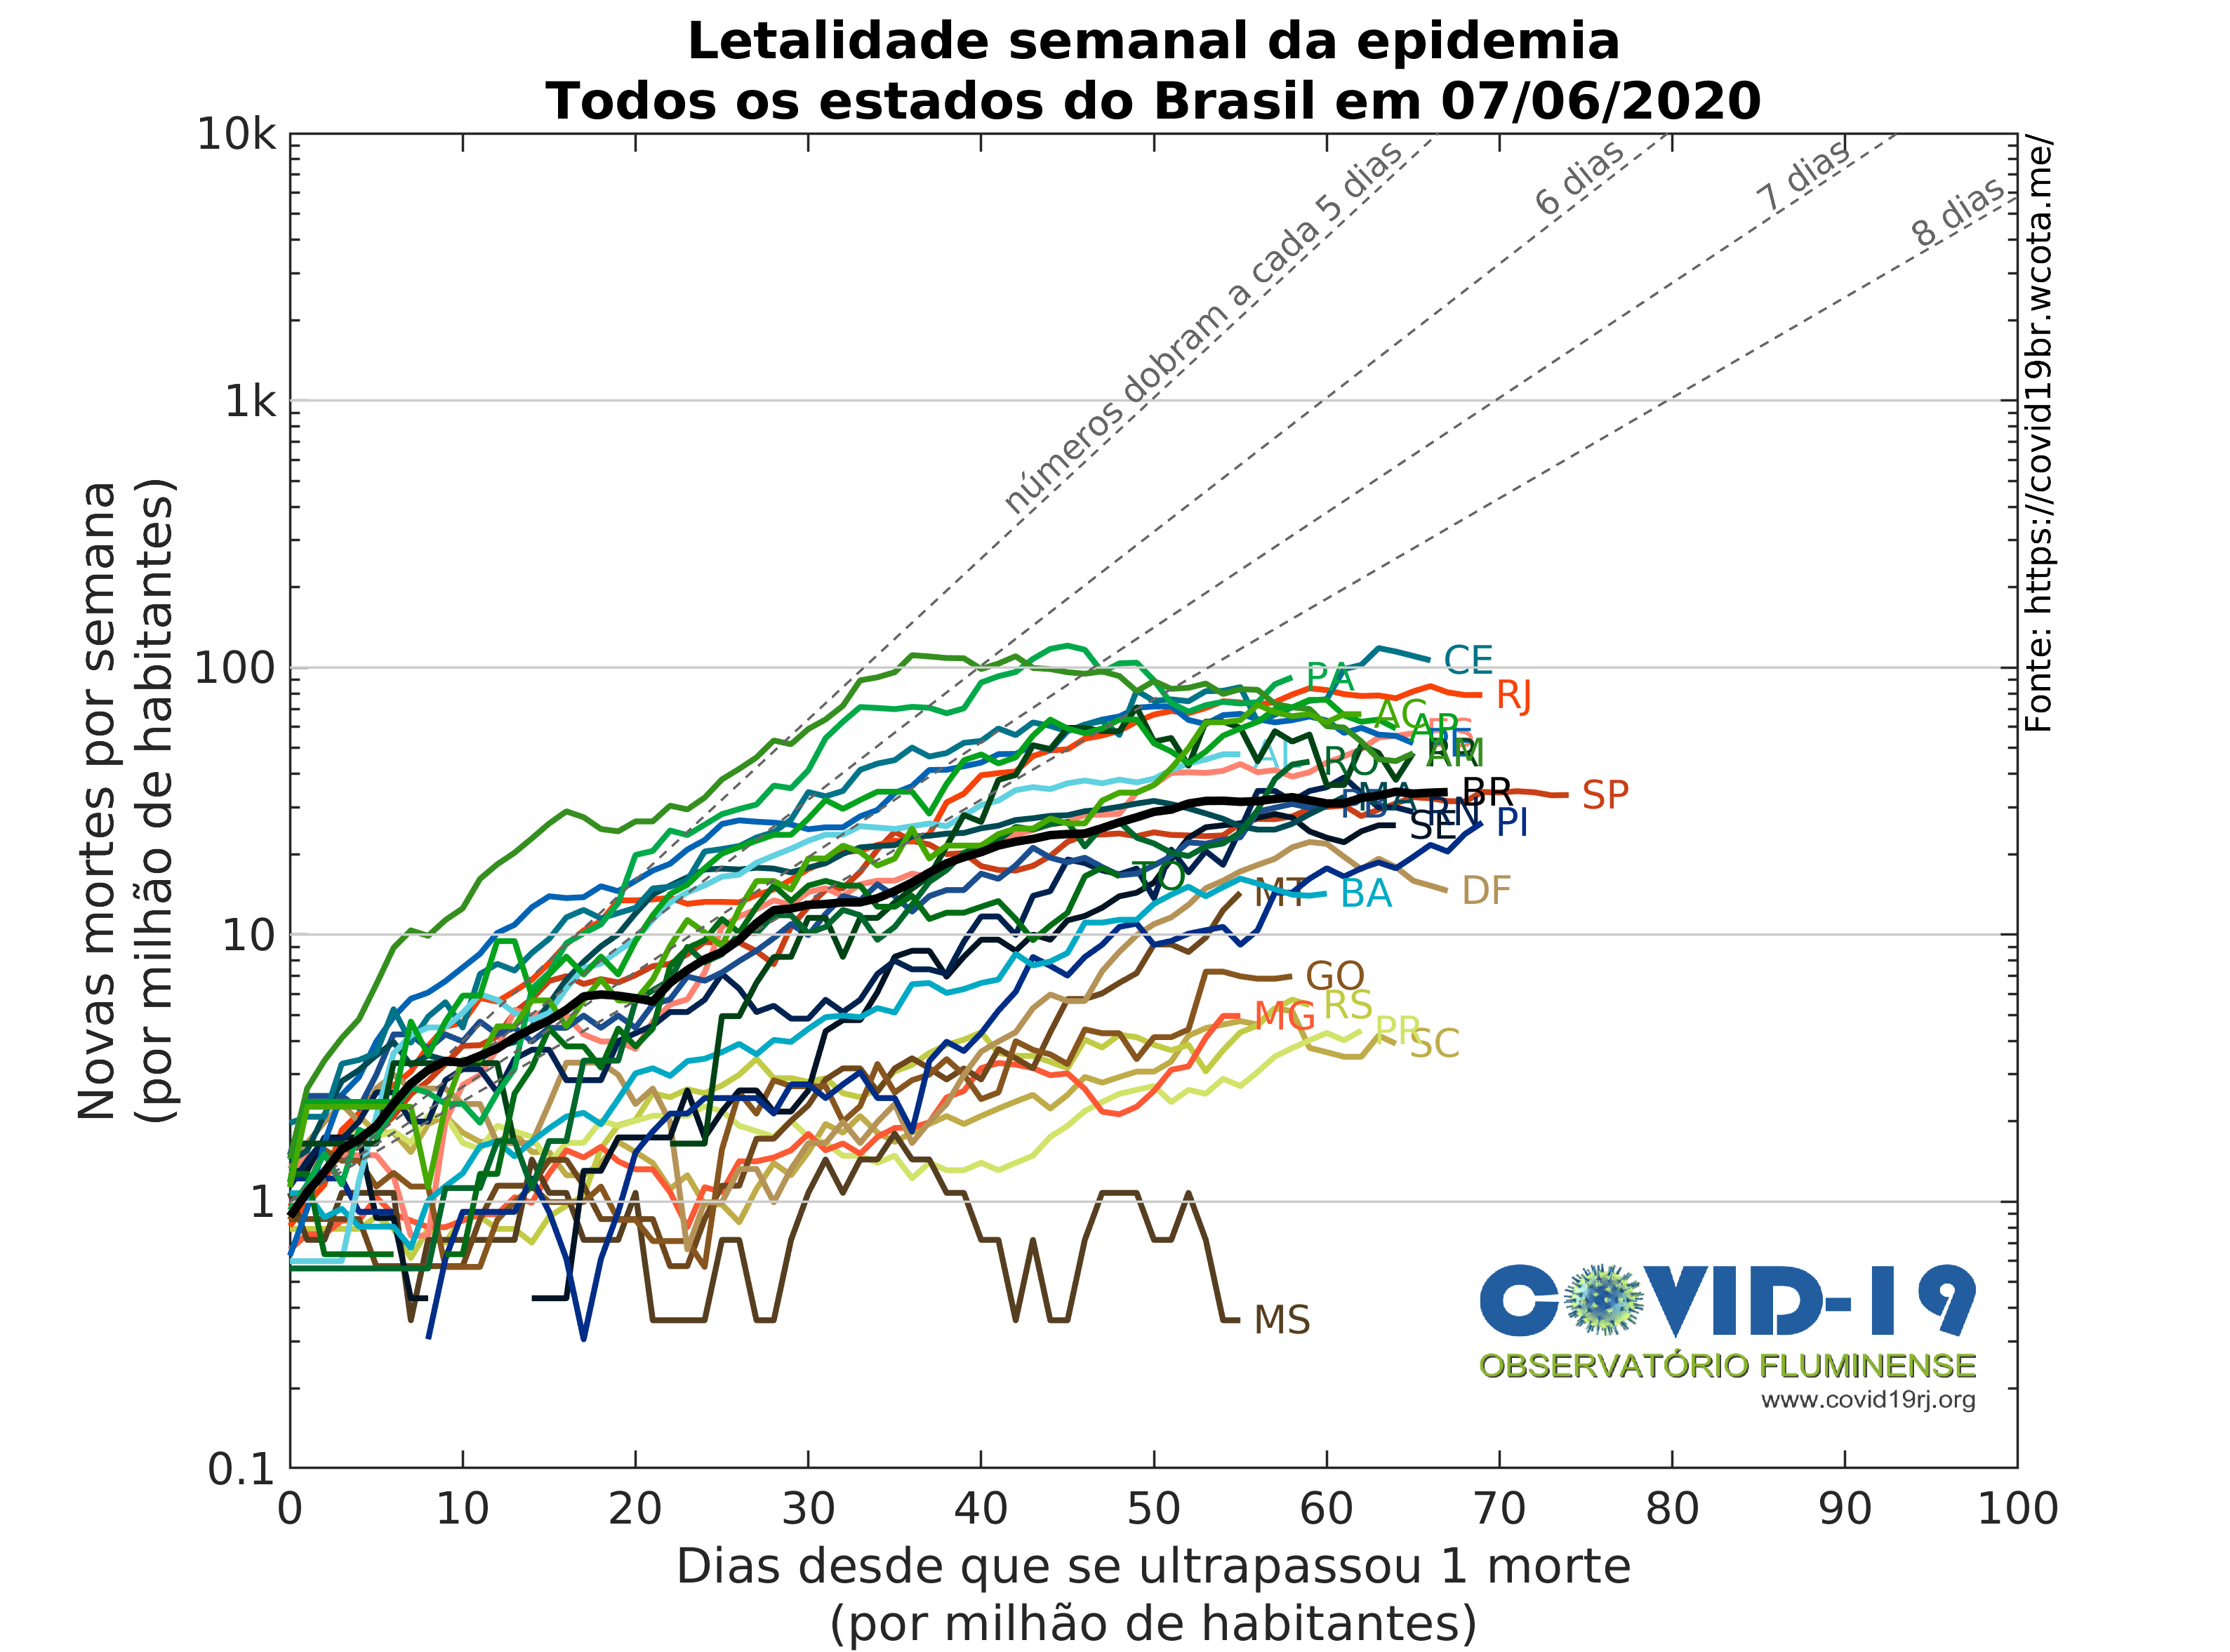 Letalidade semanal da epidemia
Todos os estados do Brasil em 07/06/2020
10k
1k
100
10
1
0.1
Novas mortes por semana
(por milhão de habitantes)
números dobram a cada 5 dias
6 dias
7 dias
8 dias
Fonte: https://covid19br.wcota.me/
CE
PA
RJ
AC
AP
ES
PE
AL
RO
AM
RR
MA
PB
BR
SP
RN
SE
PI
TO
MT
BA
DF
GO
RS
MG
PR
SC
MS
COVID-19
OBSERVATÓRIO FLUMINENSE
www.covid19rj.org
0 10 20 30 40 50 60 70 80 90 100
Dias desde que se ultrapassou 1 morte
(por milhão de habitantes)